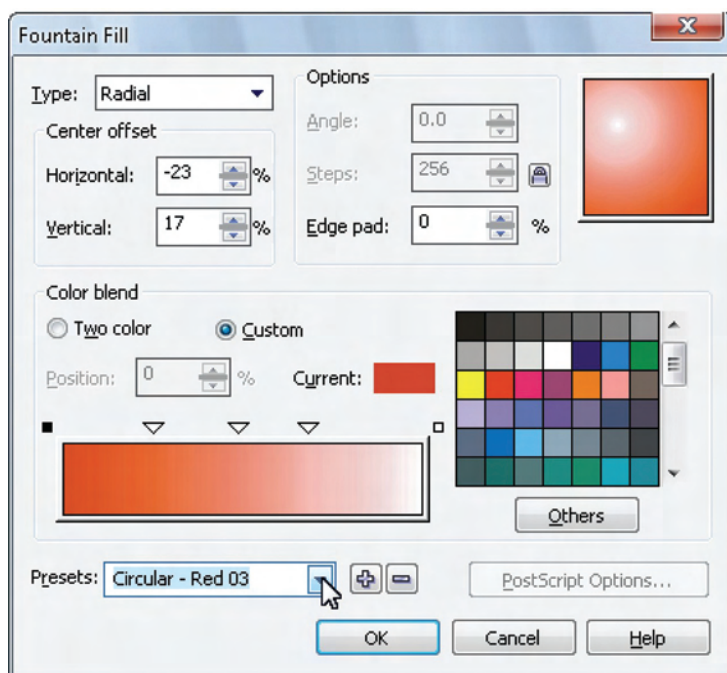 Fountain Fill
Type: Radial
Options
Angle: 0.0
Steps: 256
Edge pad: 0 %
Center offset
Horizontal: -23 %
Vertical: 17 %
Color blend
Two color Custom
Position: 0 % Current:
Others
Presets: Circular - Red 03
PostScript Options...
OK Cancel Help